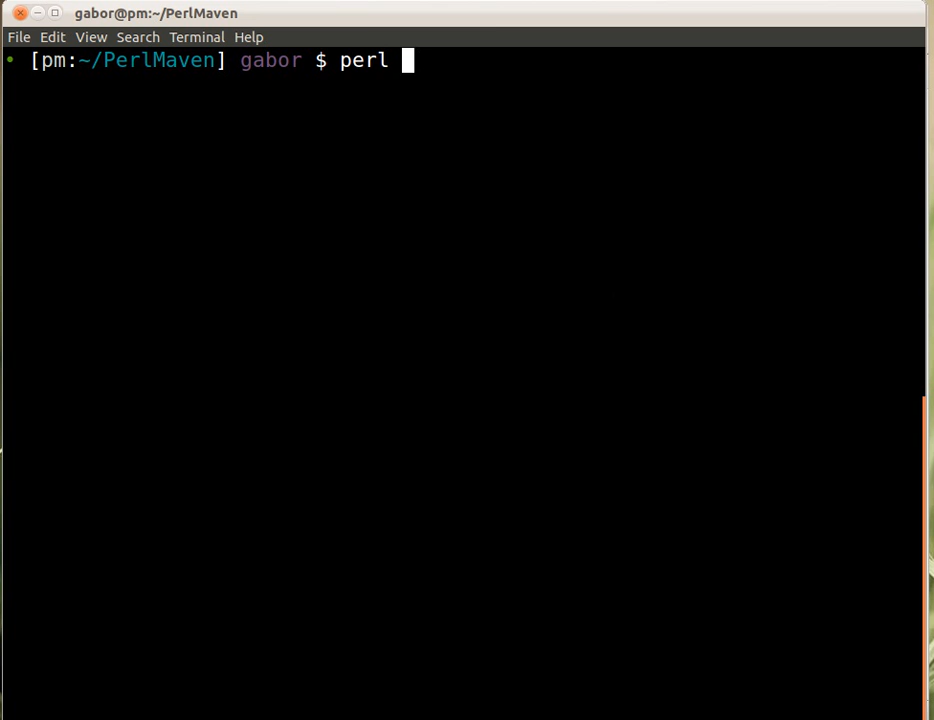 gabor@pm:~/PerlMaven
File Edit View Search Terminal Help
[pm:~/PerlMaven] gabor $ perl